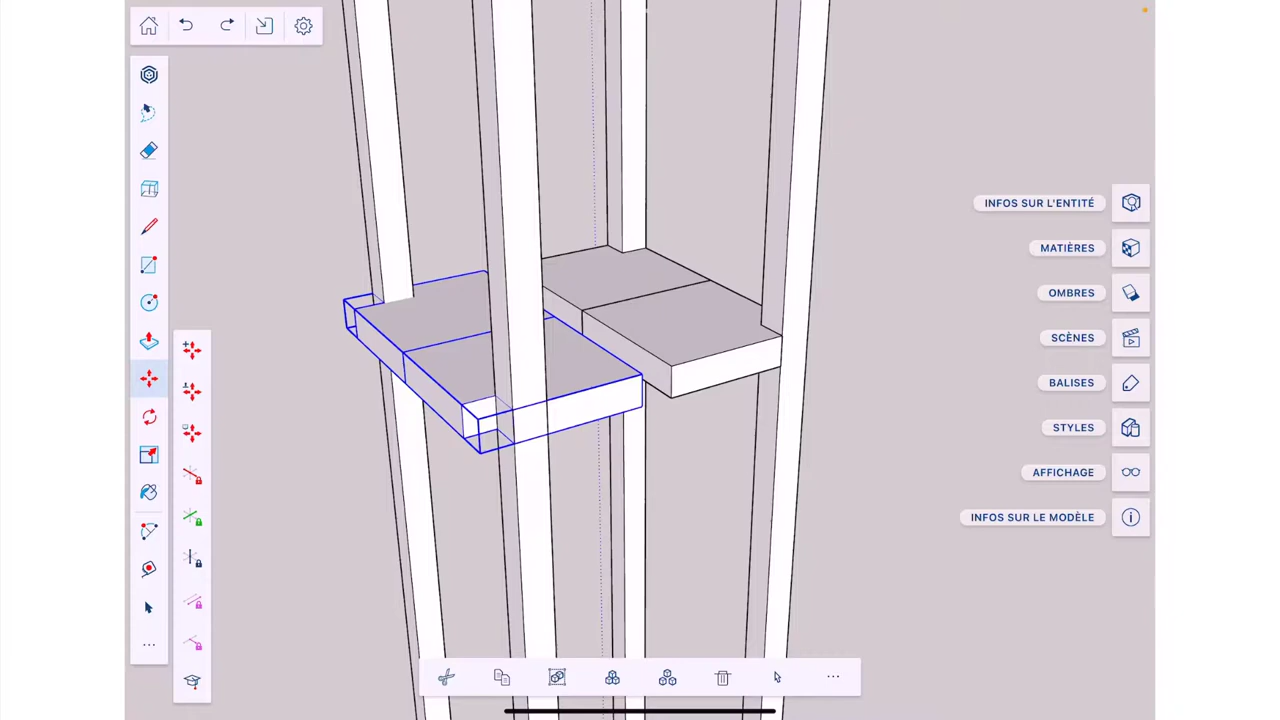 INFOS SUR L'ENTITÉ
MATIÈRES
OMBRES
SCÈNES
BALISES
STYLES
AFFICHAGE
INFOS SUR LE MODÈLE